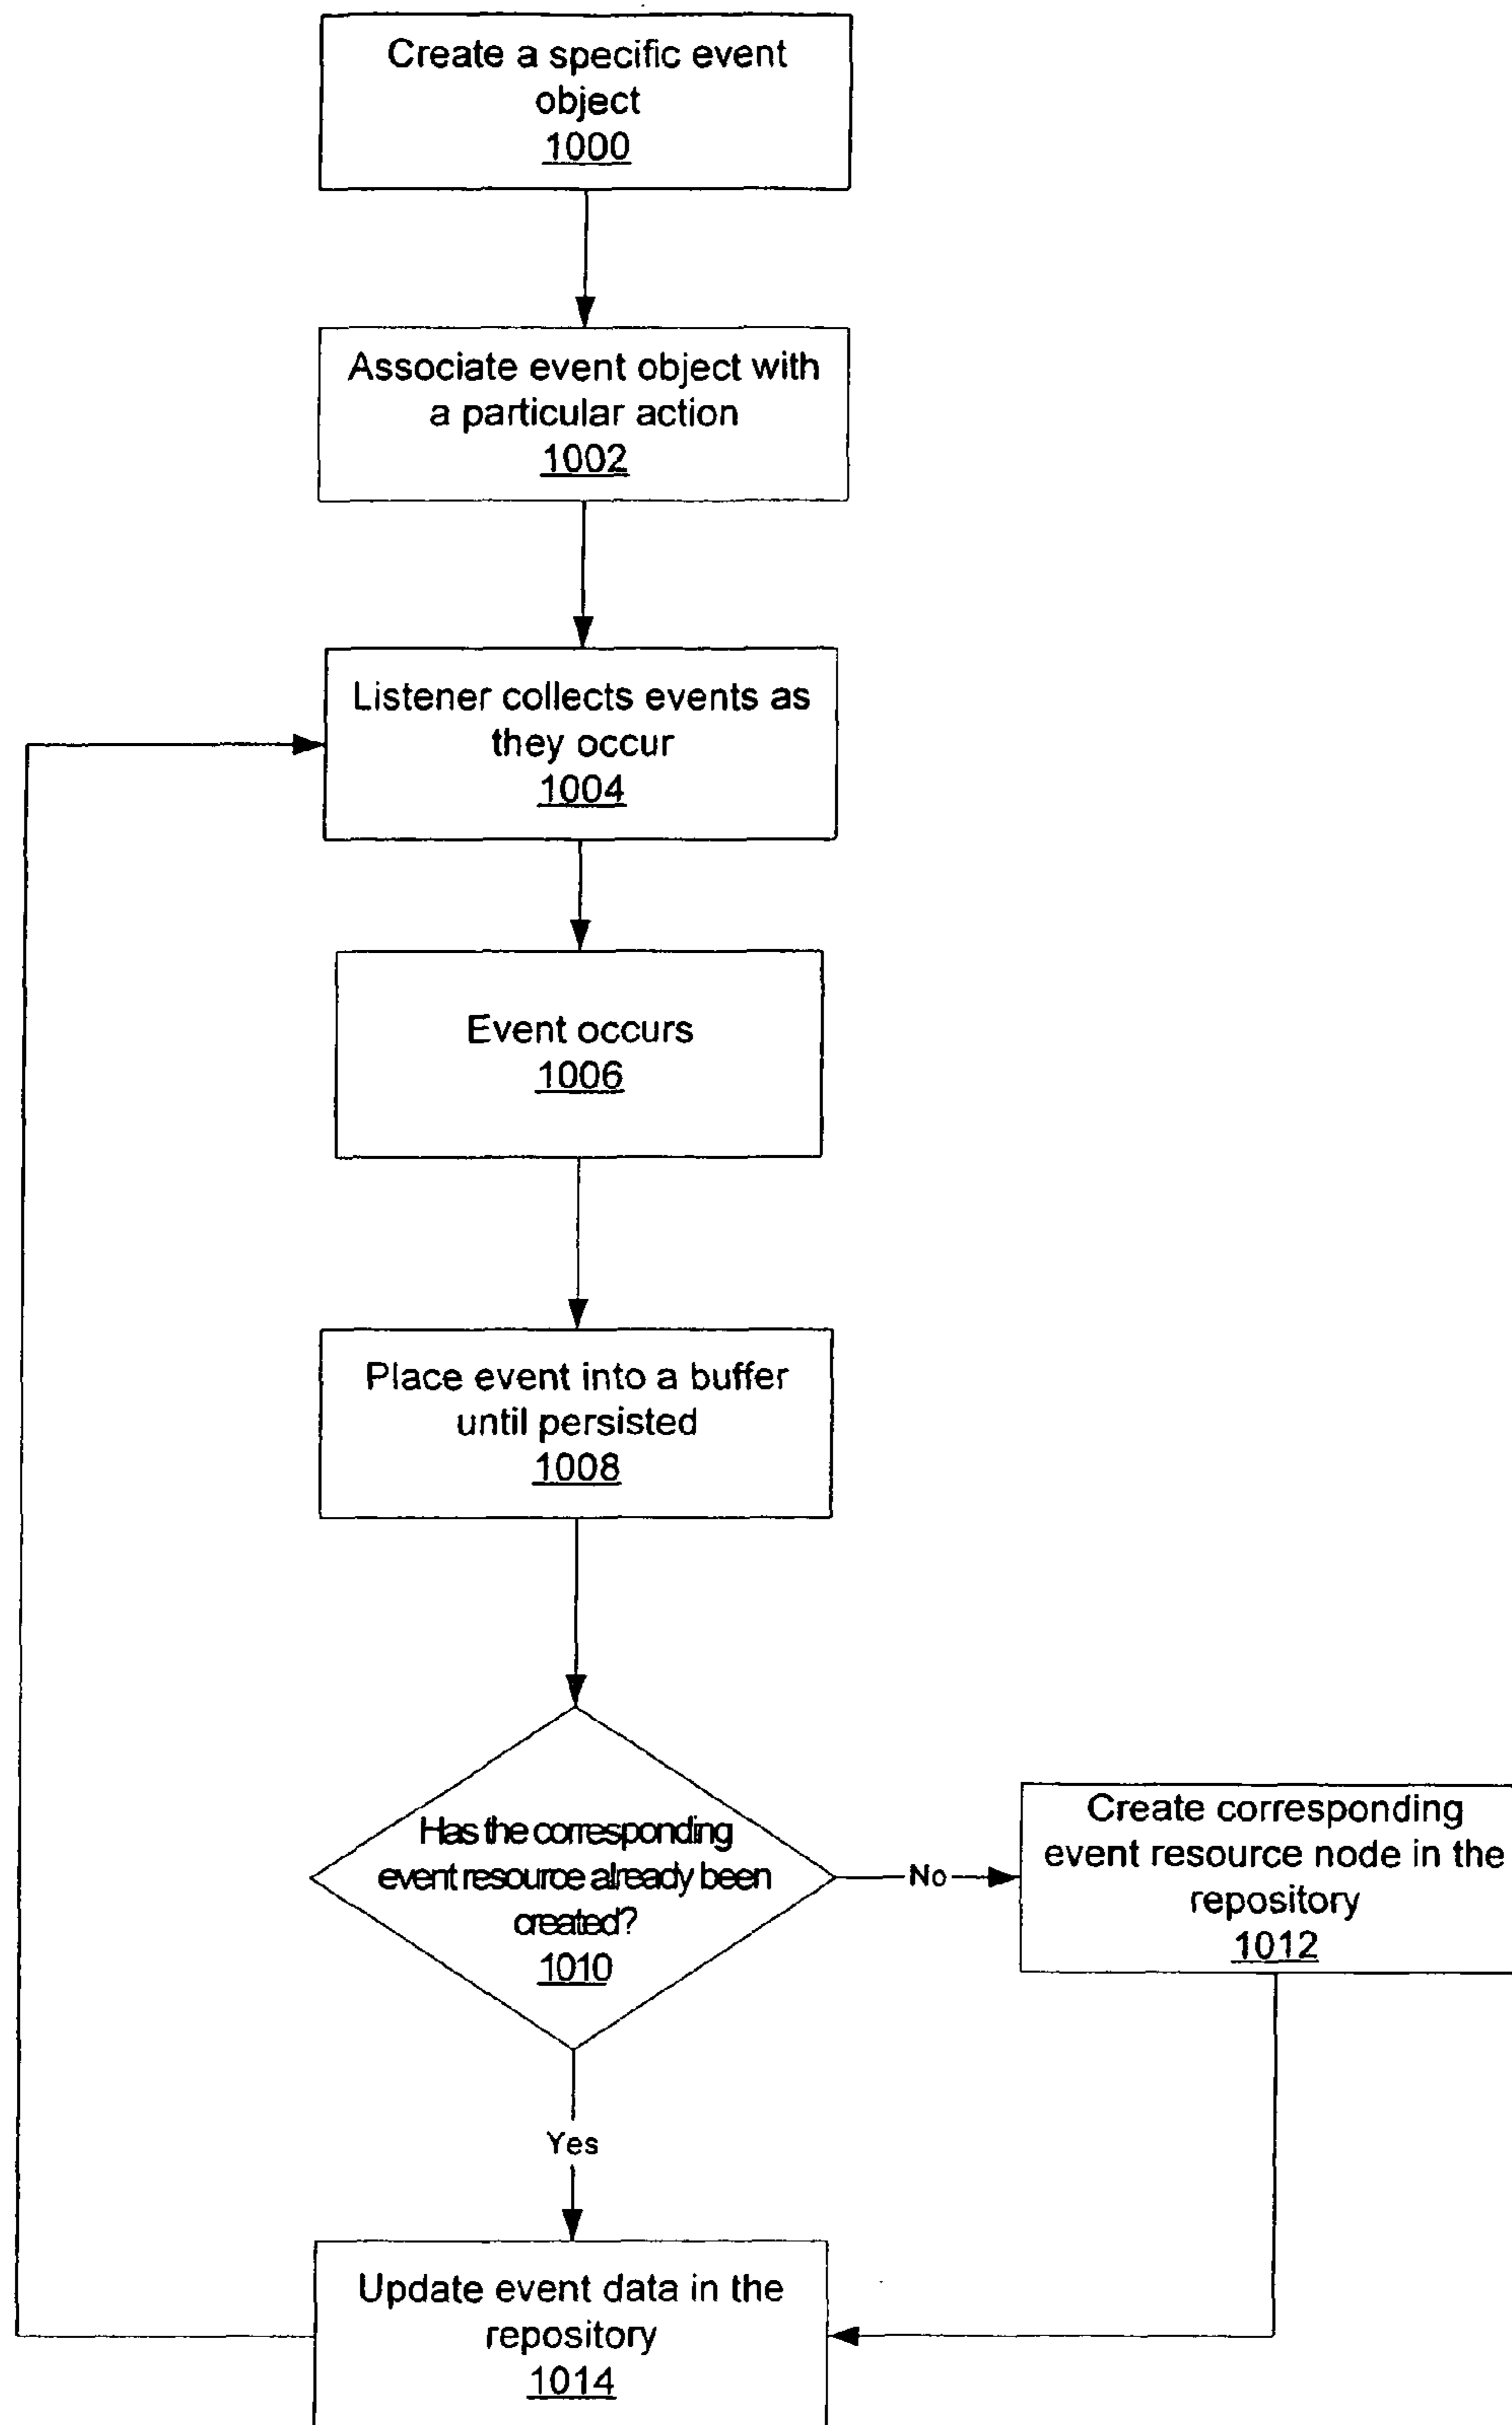 Create a specific event
object
1000
Associate event object with
a particular action
1002
Listener collects events as
they occur
1004
Event occurs
1006
Place event into a buffer
until persisted
1008
Has the corresponding
event resource already been
created?
1010
No
Create corresponding
event resource node in the
repository
1012
Yes
Update event data in the
repository
1014